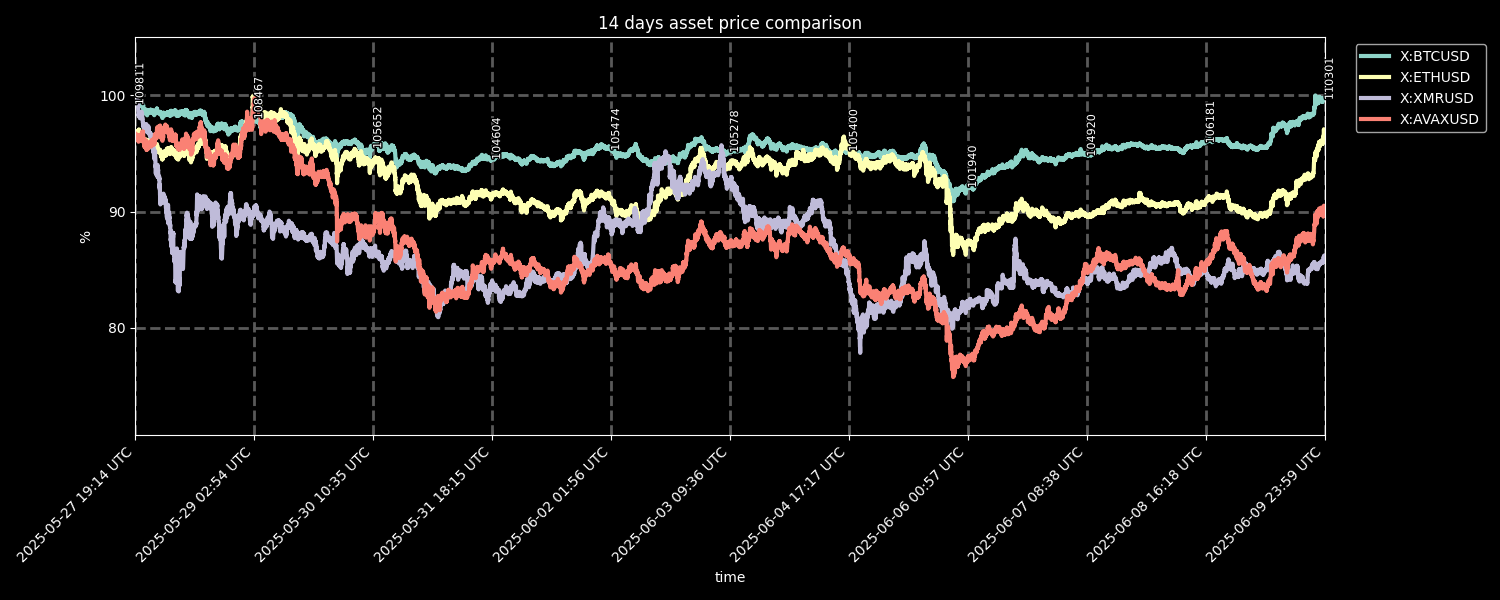 14 days asset price comparison
X:BTCUSD
X:ETHUSD
X:XMRUSD
X:AVAXUSD
100
90
80
%
109811
108467
105652
104604
105474
105278
105400
101940
104920
106181
110301
2025-05-27 19:14 UTC
2025-05-29 02:54 UTC
2025-05-30 10:35 UTC
2025-05-31 18:15 UTC
2025-06-02 01:56 UTC
2025-06-03 09:36 UTC
2025-06-04 17:17 UTC
2025-06-06 00:57 UTC
2025-06-07 08:38 UTC
2025-06-08 16:18 UTC
2025-06-09 23:59 UTC
time